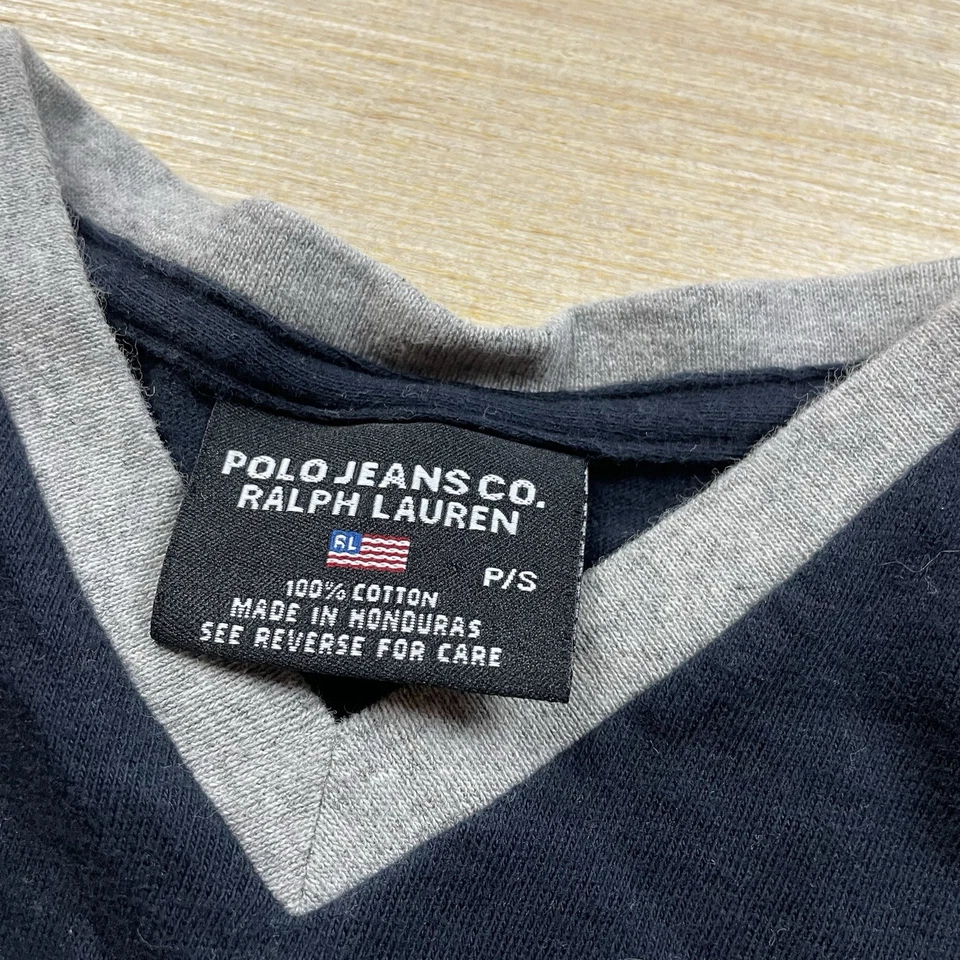 POLO JEANS CO.
RALPH LAUREN
RL
P/S
100% COTTON
MADE IN HONDURAS
SEE REVERSE FOR CARE